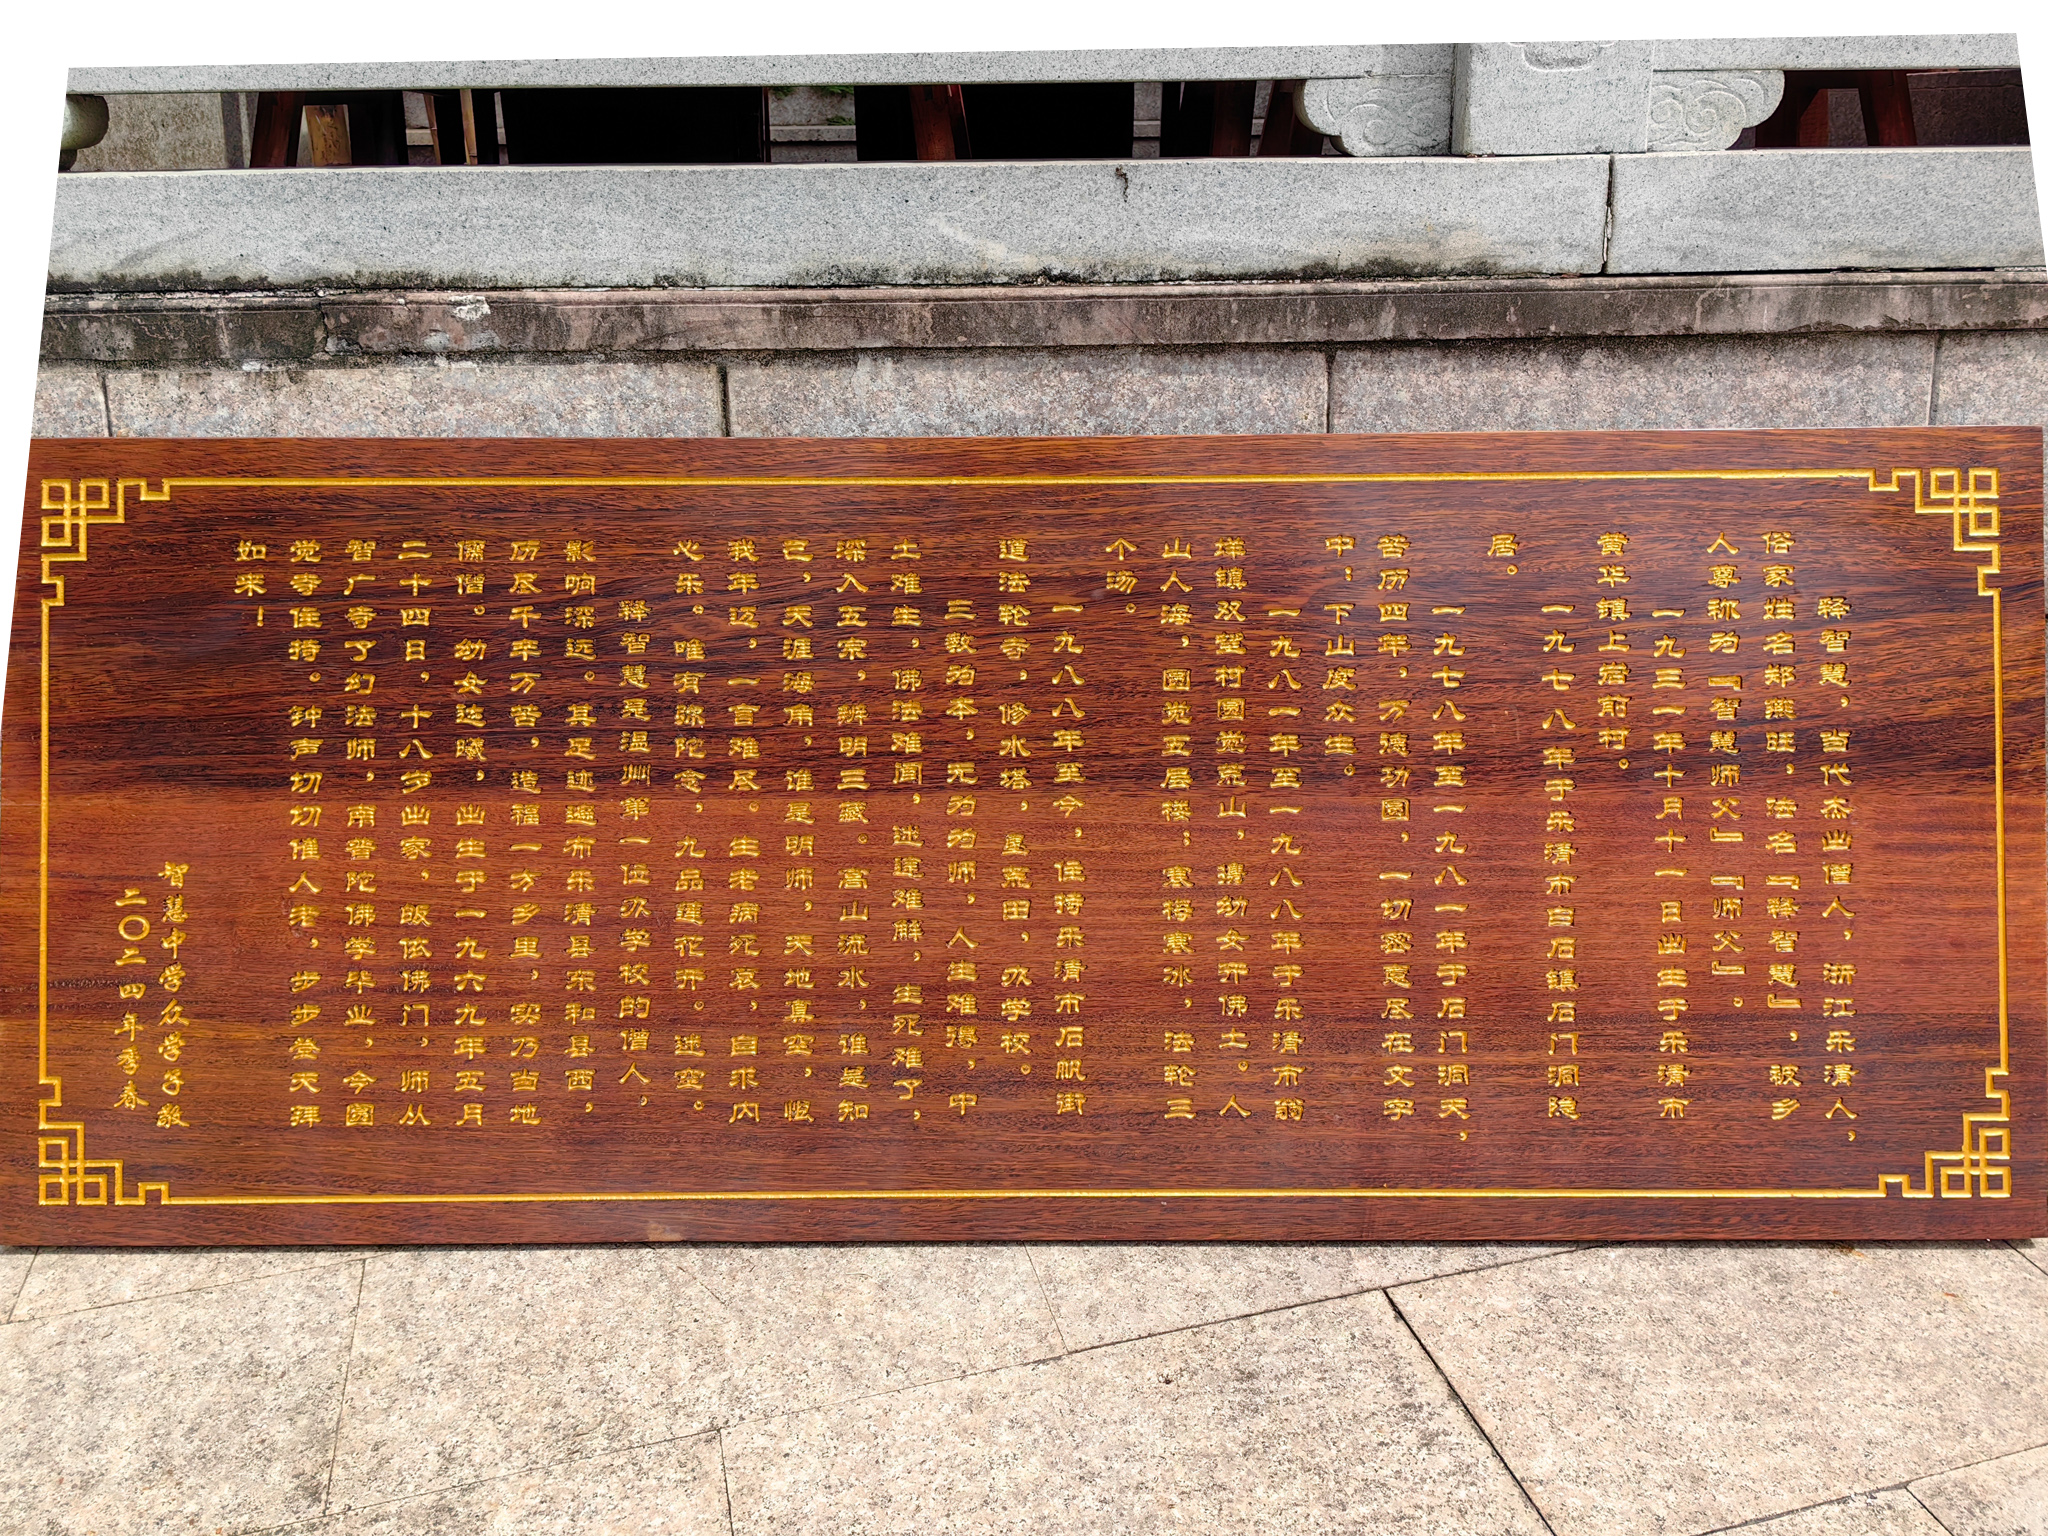 释智慧，当代杰出僧人，浙江乐清人，
俗家姓名郑燕旺，法名『释智慧』，被乡
人尊称为『智慧师父』『师父』。
一九三一年十月十一日出生于乐清市
黄华镇上岩前村。
一九七八年于乐清市白石镇石门洞隐
居。
一九七八年至一九八一年于石门洞天，
苦历四年，万德功圆，一切密意尽在文字
中；下山度众生。
一九八一年至一九八八年于乐清市翁
垟镇双堡村圆觉荒山，携幼女开佛土。人
山人海，圆觉五层楼；寒得寒冰，法轮三
个汤。
一九八八年至今，住持乐清市石帆街
道法轮寺，修水塔，垦荒田，办学校。
三教为本，无为为师，人生难得，中
土难生，佛法难闻，迷途难解，生死难了，
深入五宗，辨明三藏。高山流水，谁是知
己，天涯海角，谁是明师，天地真空，惟
我年迈，一言难尽。生老病死哀，自求内
心乐。唯有弥陀念，九品莲花开。迷空。
释智慧是温州第一位办学校的僧人，
影响深远。其足迹遍布乐清县东和县西，
历尽千辛万苦，造福一方乡里，实乃当地
儒僧。幼女达曦，出生于一九六九年五月
二十四日，十八岁出家，皈依佛门，师从
智广寺了幻法师，南普陀佛学毕业，今圆
觉寺住持。钟声切切催人老，步步登天拜
如来！
智慧中学众学子敬
二〇二四年季春